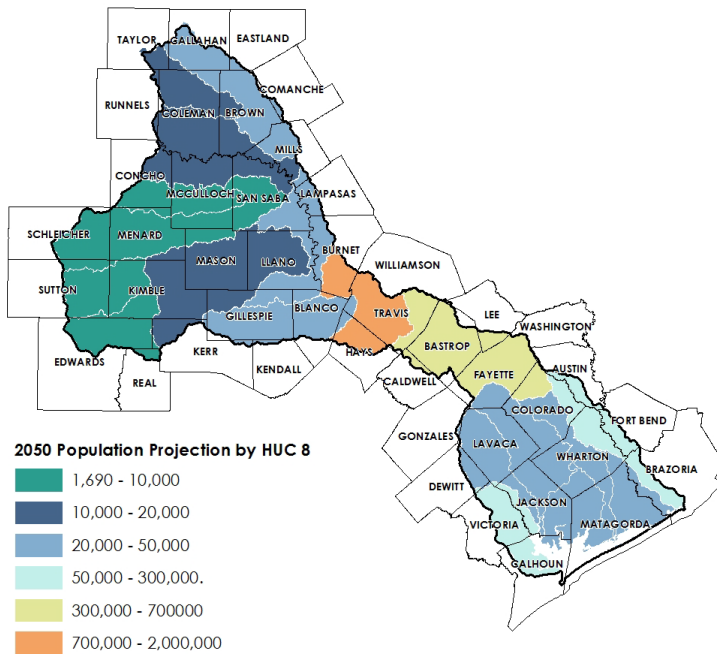 TAYLOR
CALLAHAN
EASTLAND
RUNNELS
COMANCHE
COLEMAN
BROWN
MILLS
CONCHO
MCCULLOCH
SAN SABA
LAMPASAS
SCHLEICHER
MENARD
BURNET
MASON
LLANO
WILLIAMSON
SUTTON
KIMBLE
GILLESPIE
BLANCO
TRAVIS
LEE
WASHINGTON
BASTROP
EDWARDS
REAL
KERR
KENDALL
HAYS
CALDWELL
FAYETTE
AUSTIN
COLORADO
FORT BEND
GONZALES
LAVACA
WHARTON
BRAZORIA
DEWITT
JACKSON
VICTORIA
MATAGORDA
CALHOUN
2050 Population Projection by HUC 8
1,690 - 10,000
10,000 - 20,000
20,000 - 50,000
50,000 - 300,000.
300,000 - 700000
700,000 - 2,000,000